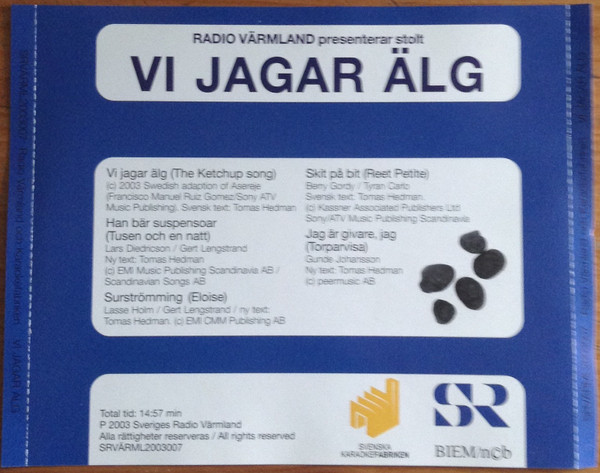 RADIO VÄRMLAND presenterar stolt
VI JAGAR ÄLG
Vi jagar älg (The Ketchup song)
(c) 2003 Swedish adaption of Asereje
(Francisco Manuel Ruiz Gomez/Sony ATV
Music Publishing). Svensk text: Tomas Hedman
Han bär suspensoar
(Tusen och en natt)
Lars Diedricson / Gert Lengstrand
Ny text: Tomas Hedman
(c) EMI Music Publishing Scandinavia AB /
Scandinavian Songs AB
Surströmming (Eloise)
Lasse Holm / Gert Lengstrand / ny text:
Tomas Hedman. (c) EMI CMM Publishing AB
Skit på bit (Reet Petite)
Berry Gordy / Tyran Carlo
Svensk text: Tomas Hedman.
(c) Kassner Associated Publishers Ltd
Sony/ATV Music Publishing Scandinavia
Jag är givare, jag
(Torparvisa)
Gunde Johansson
Ny text: Tomas Hedman
(c) peermusic AB
Total tid: 14:57 min
P 2003 Sveriges Radio Värmland
Alla rättigheter reserveras / All rights reserved
SRVÄRML2003007
SVENSKA
KARAOKEFABRIKEN
SR
BIEM/n©b
VI JAGAR ÄLG
VI JAGAR ÄLG